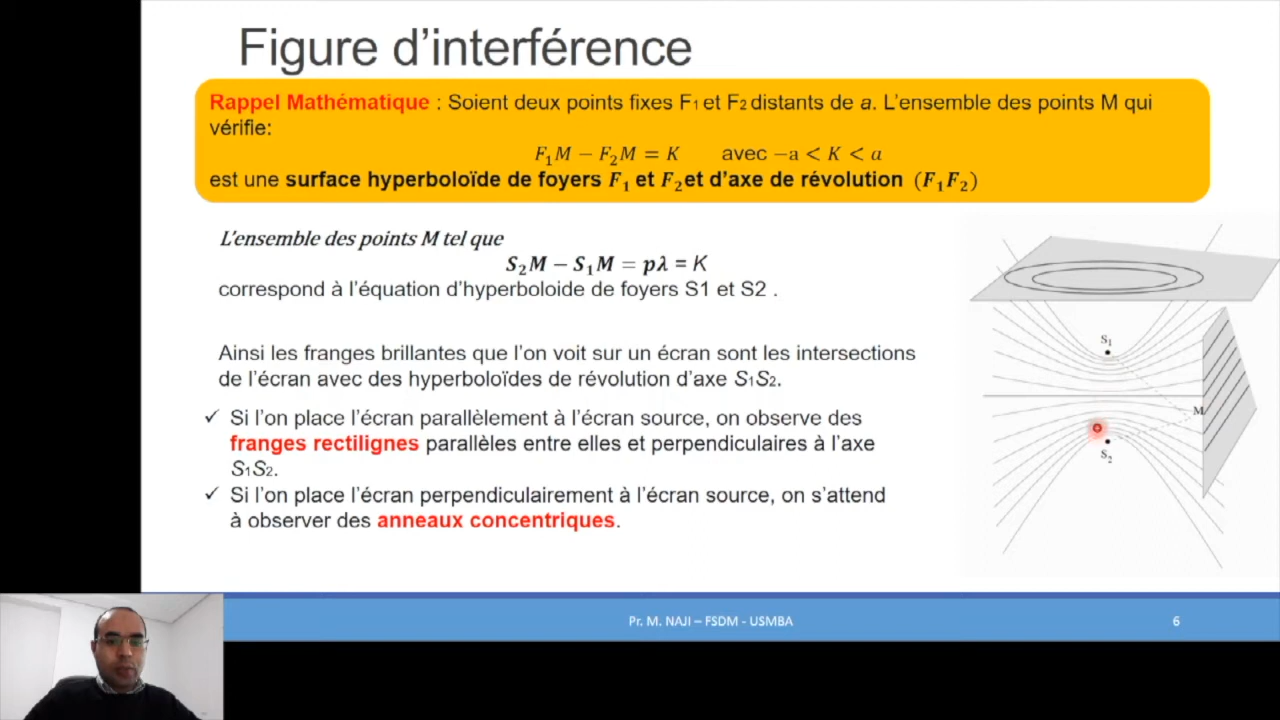 Figure d’interférence
Rappel Mathématique : Soient deux points fixes F1 et F2 distants de a. L’ensemble des points M qui
vérifie:
F₁M − F₂M = K avec −a < K < a
est une surface hyperboloïde de foyers F₁ et F₂et d’axe de révolution (F₁F₂)
L’ensemble des points M tel que
S₂M − S₁M = pλ = K
correspond à l’équation d’hyperboloide de foyers S1 et S2 .
Ainsi les franges brillantes que l’on voit sur un écran sont les intersections
de l’écran avec des hyperboloïdes de révolution d’axe S1S2.
✓ Si l’on place l’écran parallèlement à l’écran source, on observe des
franges rectilignes parallèles entre elles et perpendiculaires à l’axe
S1S2.
✓ Si l’on place l’écran perpendiculairement à l’écran source, on s’attend
à observer des anneaux concentriques.
S₁
M
S₂
Pr. M. NAJI – FSDM - USMBA
6